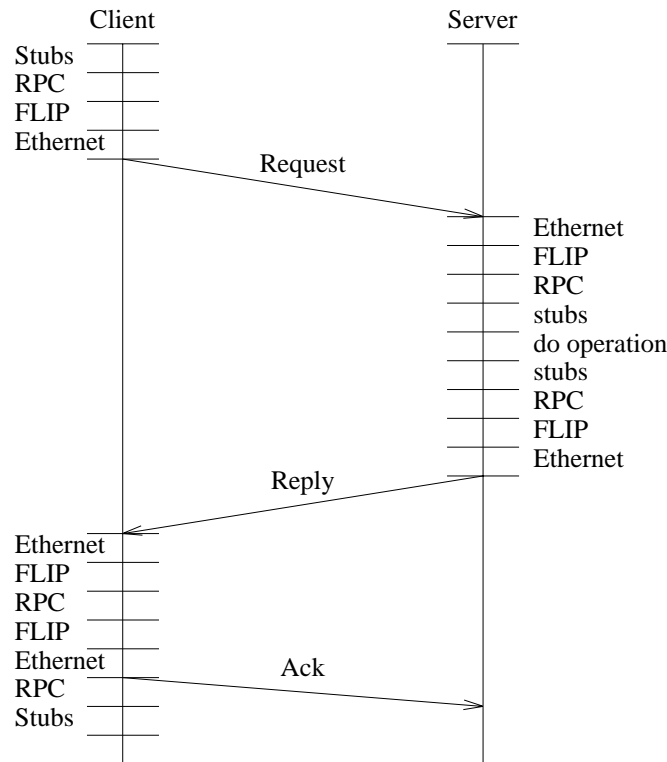 Client
Server
Stubs
RPC
FLIP
Ethernet
Request
Ethernet
FLIP
RPC
stubs
do operation
stubs
RPC
FLIP
Ethernet
Reply
Ethernet
FLIP
RPC
FLIP
Ethernet
Ack
RPC
Stubs